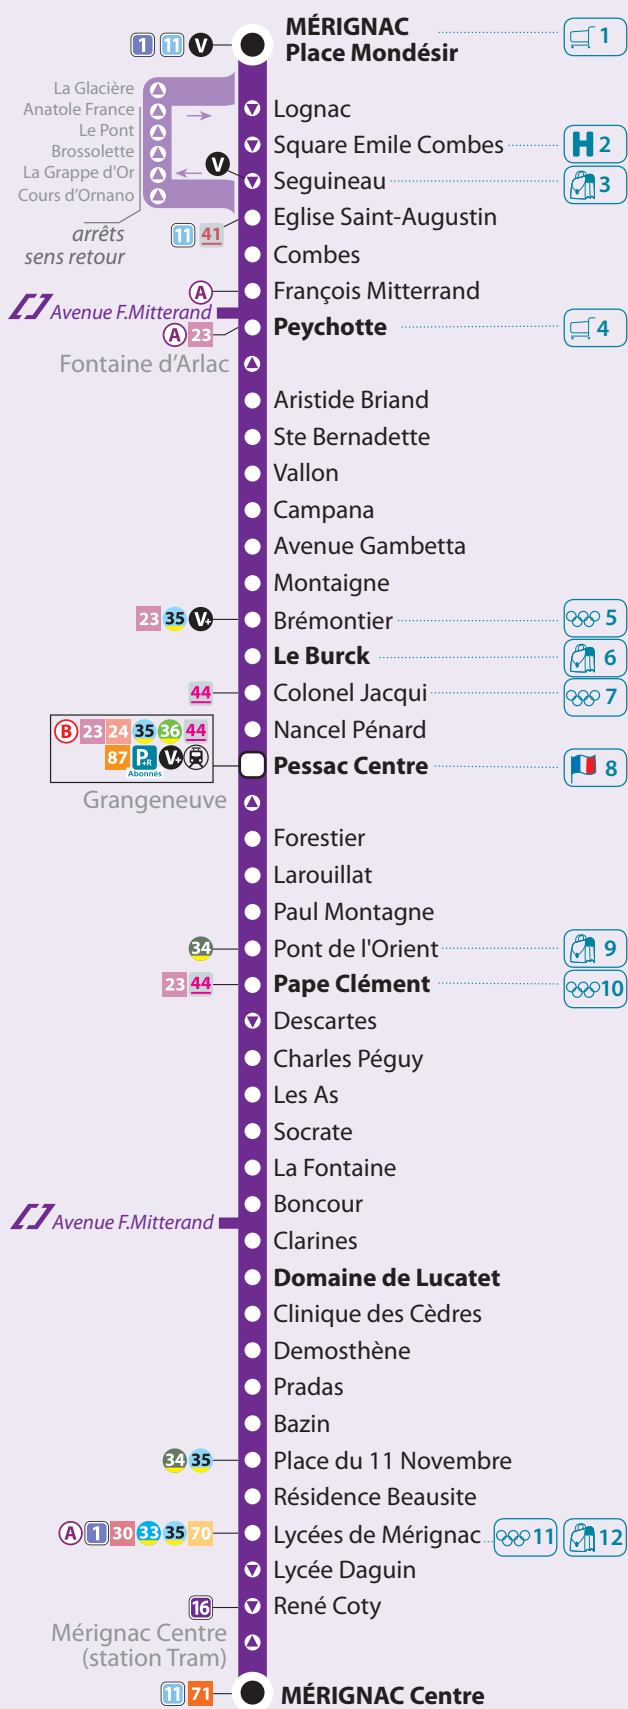 1 11 V
MÉRIGNAC
Place Mondésir
1
La Glacière
Anatole France
Le Pont
Brossolette
La Grappe d'Or
Cours d'Ornano
arrêts
sens retour
Lognac
Square Emile Combes
H 2
V
Seguineau
3
11 41
Eglise Saint-Augustin
Combes
A
François Mitterrand
Avenue F.Mitterand
A 23
Peychotte
4
Fontaine d'Arlac
Aristide Briand
Ste Bernadette
Vallon
Campana
Avenue Gambetta
Montaigne
23 35 V+
Brémontier
5
Le Burck
6
44
Colonel Jacqui
7
Nancel Pénard
B 23 24 35 36 44
87 P+R V+
Abonnés
Pessac Centre
8
Grangeneuve
Forestier
Larouillat
Paul Montagne
34
Pont de l'Orient
9
23 44
Pape Clément
10
Descartes
Charles Péguy
Les As
Socrate
La Fontaine
Boncour
Avenue F.Mitterand
Clarines
Domaine de Lucatet
Clinique des Cèdres
Demosthène
Pradas
Bazin
34 35
Place du 11 Novembre
Résidence Beausite
A 1 30 33 35 70
Lycées de Mérignac
11 12
Lycée Daguin
16
René Coty
Mérignac Centre
(station Tram)
11 71
MÉRIGNAC Centre